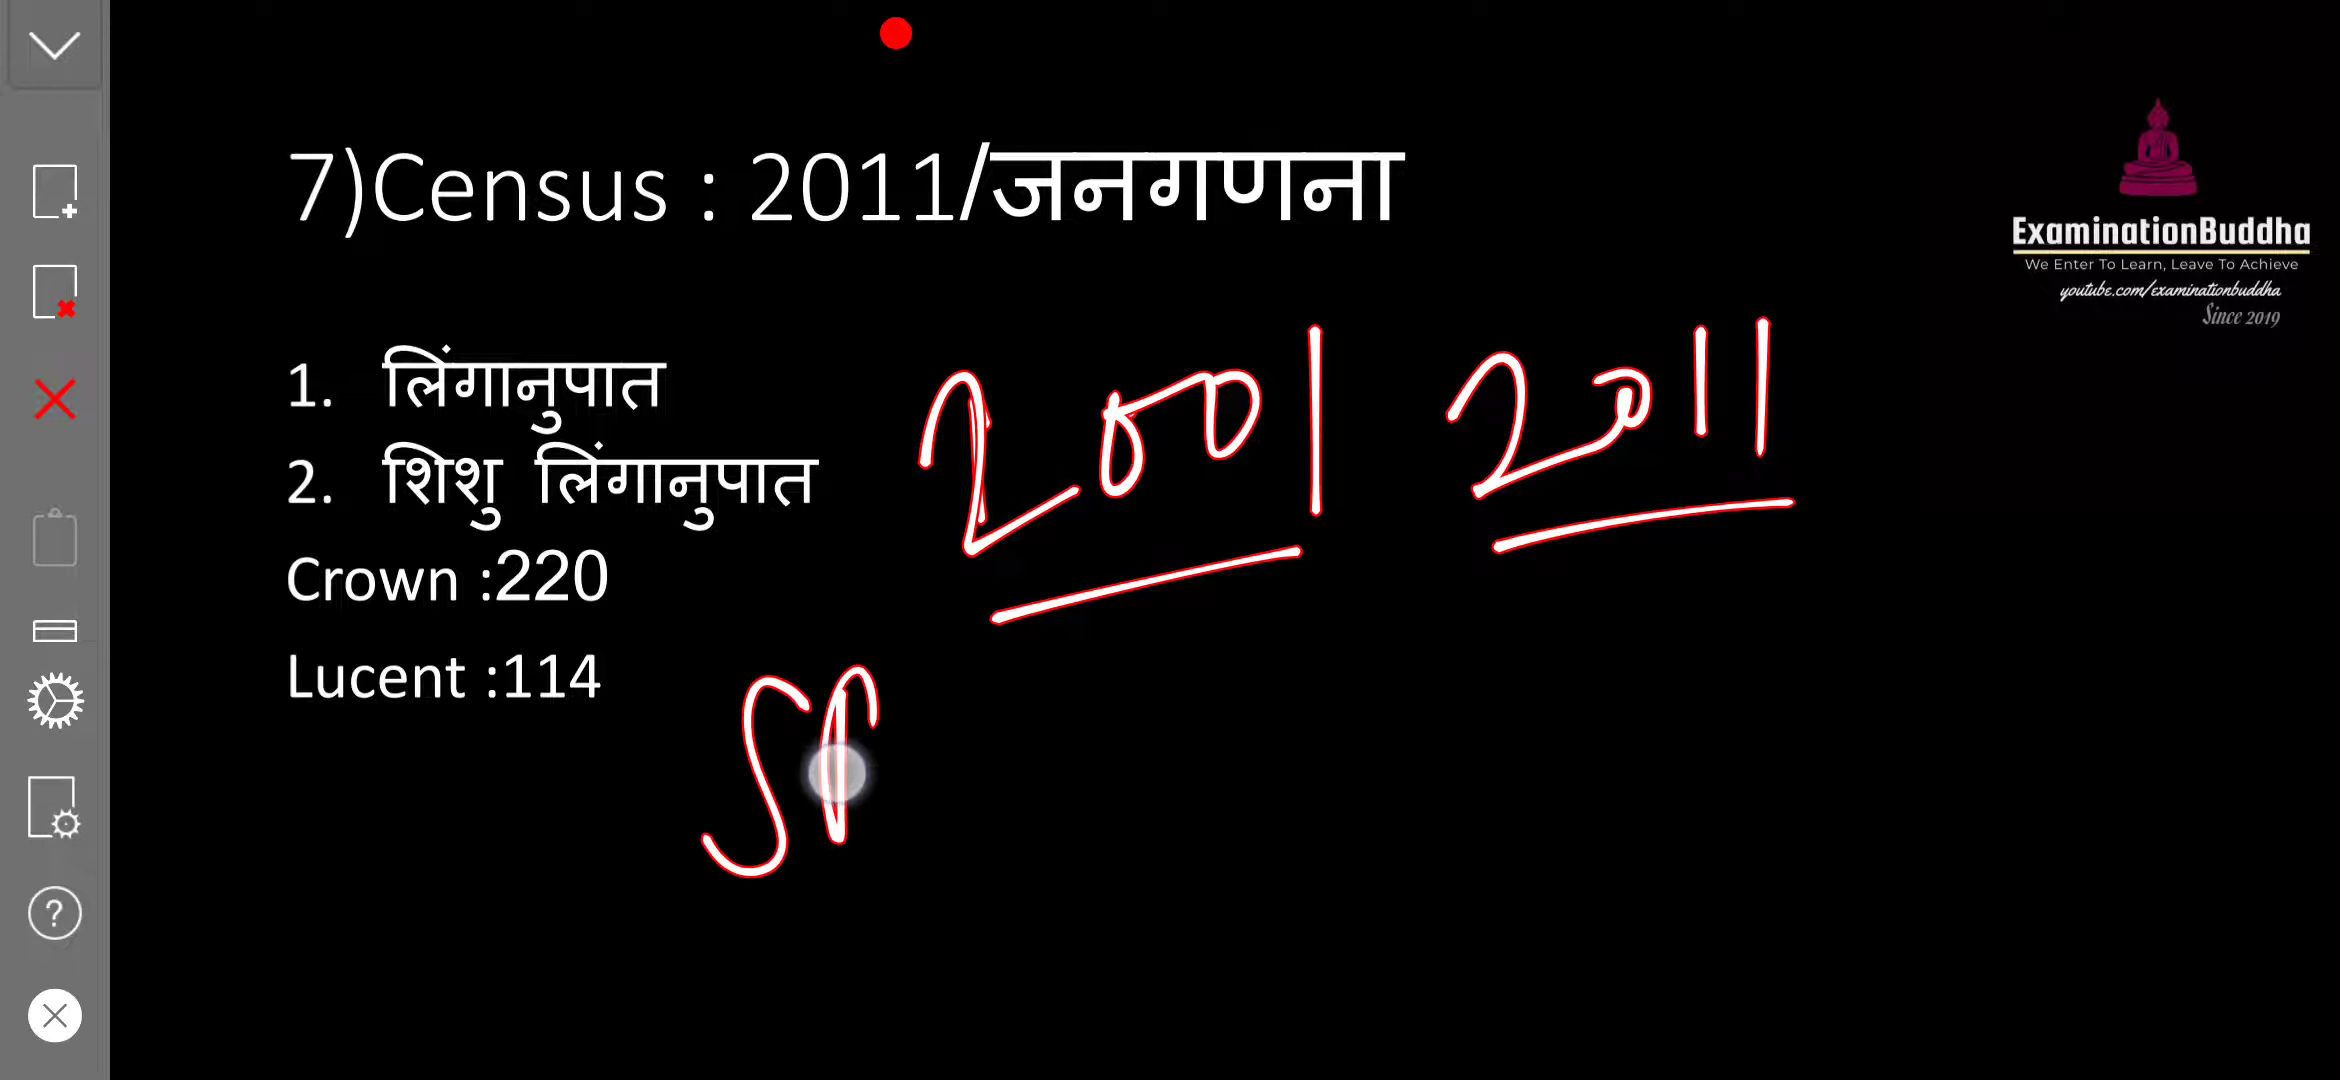 7)Census : 2011/जनगणना
ExaminationBuddha
We Enter To Learn, Leave To Achieve
youtube.com/examinationbuddha
Since 2019
1. लिंगानुपात
2. शिशु लिंगानुपात
2001 2011
Crown :220
Lucent :114